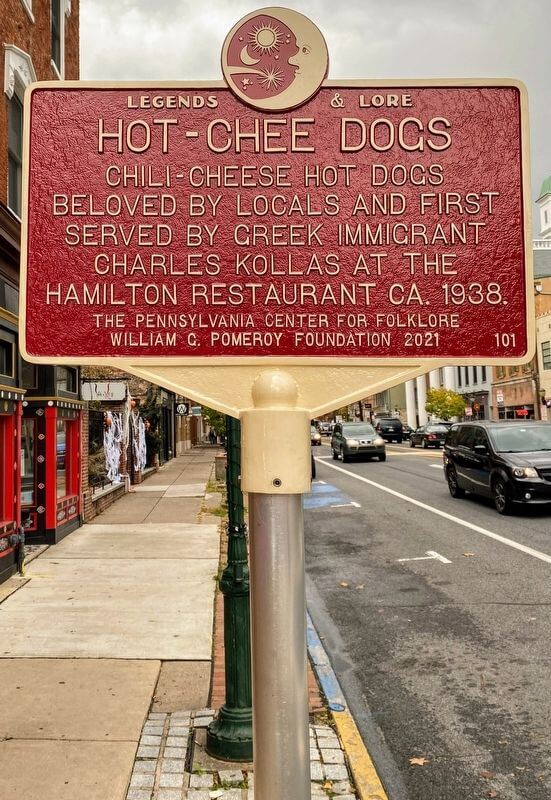 LEGENDS & LORE
HOT-CHEE DOGS
CHILI-CHEESE HOT DOGS
BELOVED BY LOCALS AND FIRST
SERVED BY GREEK IMMIGRANT
CHARLES KOLLAS AT THE
HAMILTON RESTAURANT CA. 1938.
THE PENNSYLVANIA CENTER FOR FOLKLORE
WILLIAM G. POMEROY FOUNDATION 2021 101